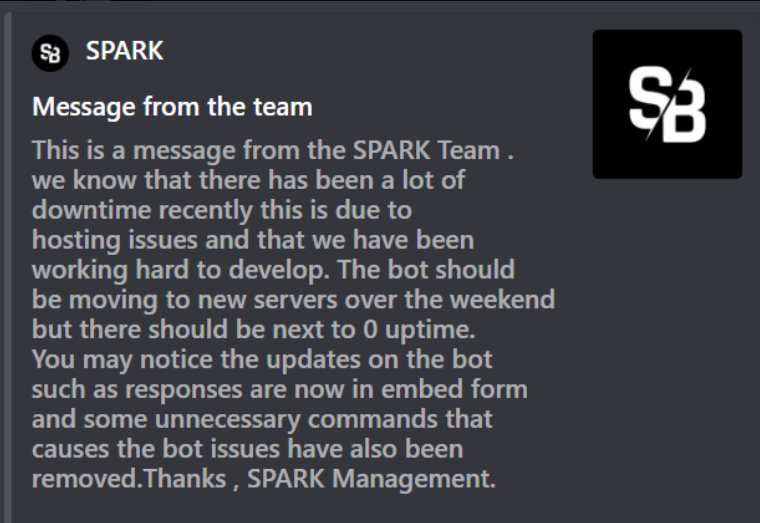 SB SPARK
SB
Message from the team
This is a message from the SPARK Team .
we know that there has been a lot of
downtime recently this is due to
hosting issues and that we have been
working hard to develop. The bot should
be moving to new servers over the weekend
but there should be next to 0 uptime.
You may notice the updates on the bot
such as responses are now in embed form
and some unnecessary commands that
causes the bot issues have also been
removed.Thanks , SPARK Management.